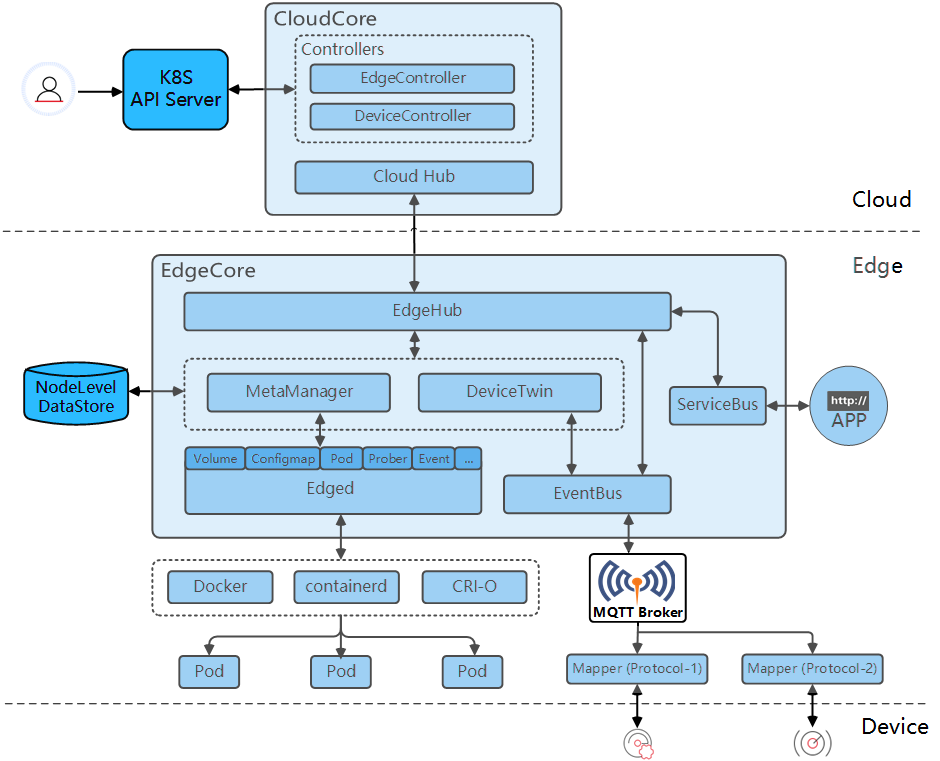 CloudCore
Controllers
EdgeController
DeviceController
K8S
API Server
Cloud Hub
Cloud
EdgeCore
Edge
EdgeHub
NodeLevel
DataStore
MetaManager
DeviceTwin
ServiceBus
http://
APP
Volume
Configmap
Pod
Prober
Event
...
Edged
EventBus
Docker
containerd
CRI-O
MQTT Broker
Pod
Pod
Pod
Mapper (Protocol-1)
Mapper (Protocol-2)
Device